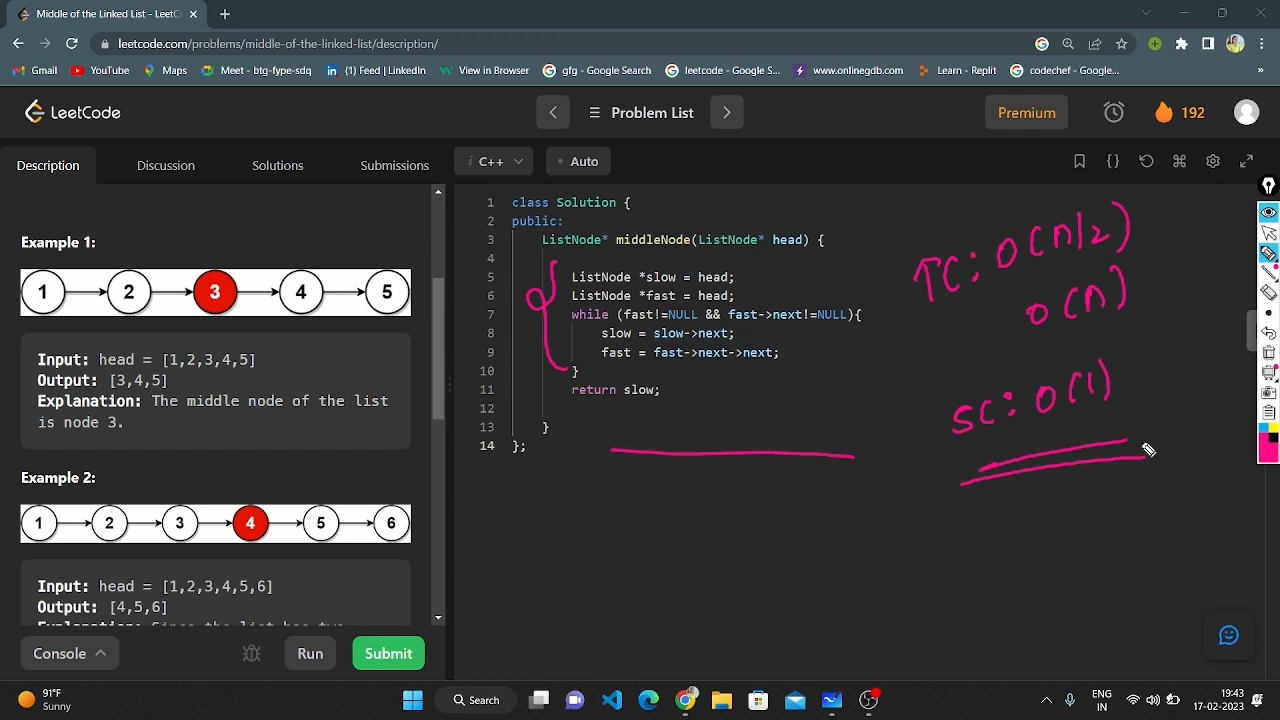 Middle of the Linked List - LeetC
leetcode.com/problems/middle-of-the-linked-list/description/
Gmail YouTube Maps Meet - btg-fype-sdq (1) Feed | LinkedIn View in Browser gfg - Google Search leetcode - Google S... www.onlinegdb.com Learn - Replit codechef - Google... »
LeetCode Problem List Premium 192
Description Discussion Solutions Submissions
i C++ Auto
Example 1:
1 2 3 4 5
Input: head = [1,2,3,4,5]
Output: [3,4,5]
Explanation: The middle node of the list
is node 3.
Example 2:
1 2 3 4 5 6
Input: head = [1,2,3,4,5,6]
Output: [4,5,6]
1 class Solution {
2 public:
3 ListNode* middleNode(ListNode* head) {
4
5 ListNode *slow = head;
6 ListNode *fast = head;
7 while (fast!=NULL && fast->next!=NULL){
8 slow = slow->next;
9 fast = fast->next->next;
10 }
11 return slow;
12
13 }
14 };
TC: O(n/2)
O(n)
SC: O(1)
Console Run Submit
91°F
Sunny
Search
ENG
IN
19:43
17-02-2023